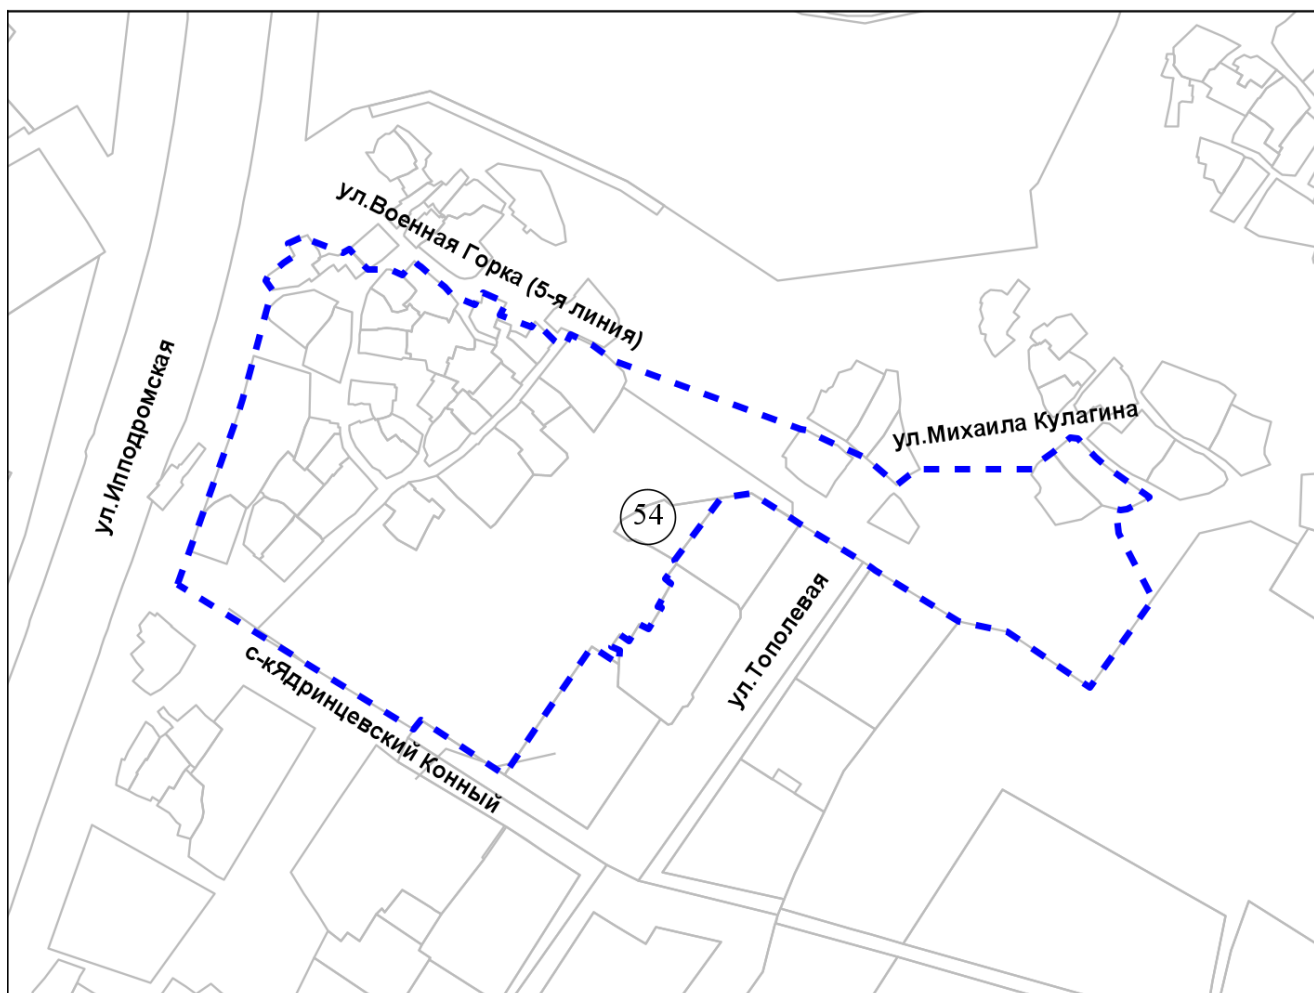 ул.Военная Горка (5-я линия)
ул.Ипподромская
ул.Михаила Кулагина
54
ул.Тополевая
с-кЯдринцевский Конный